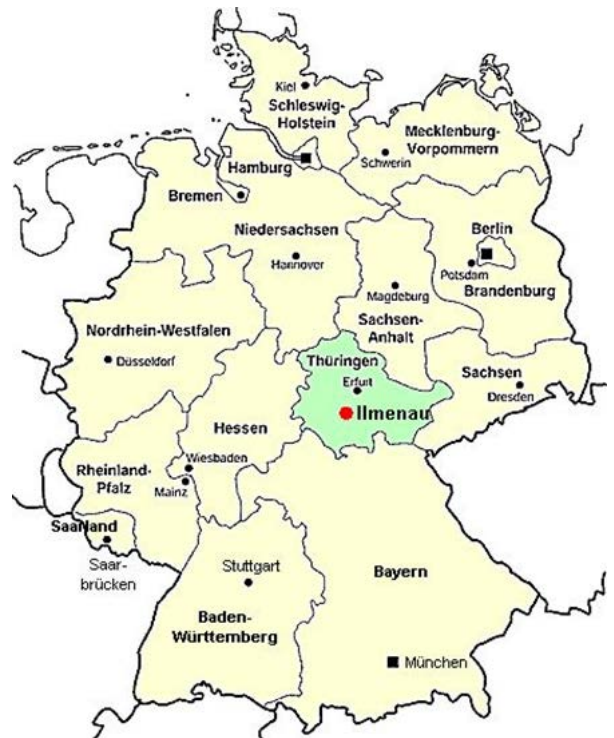 Kiel
Schleswig-
Holstein
Mecklenburg-
Vorpommern
Schwerin
Hamburg
Bremen
Niedersachsen
Hannover
Berlin
Potsdam
Brandenburg
Magdeburg
Sachsen-
Anhalt
Nordrhein-Westfalen
Düsseldorf
Thüringen
Erfurt
Ilmenau
Sachsen
Dresden
Hessen
Wiesbaden
Mainz
Rheinland-
Pfalz
Saarland
Saar-
brücken
Stuttgart
Baden-
Württemberg
Bayern
München